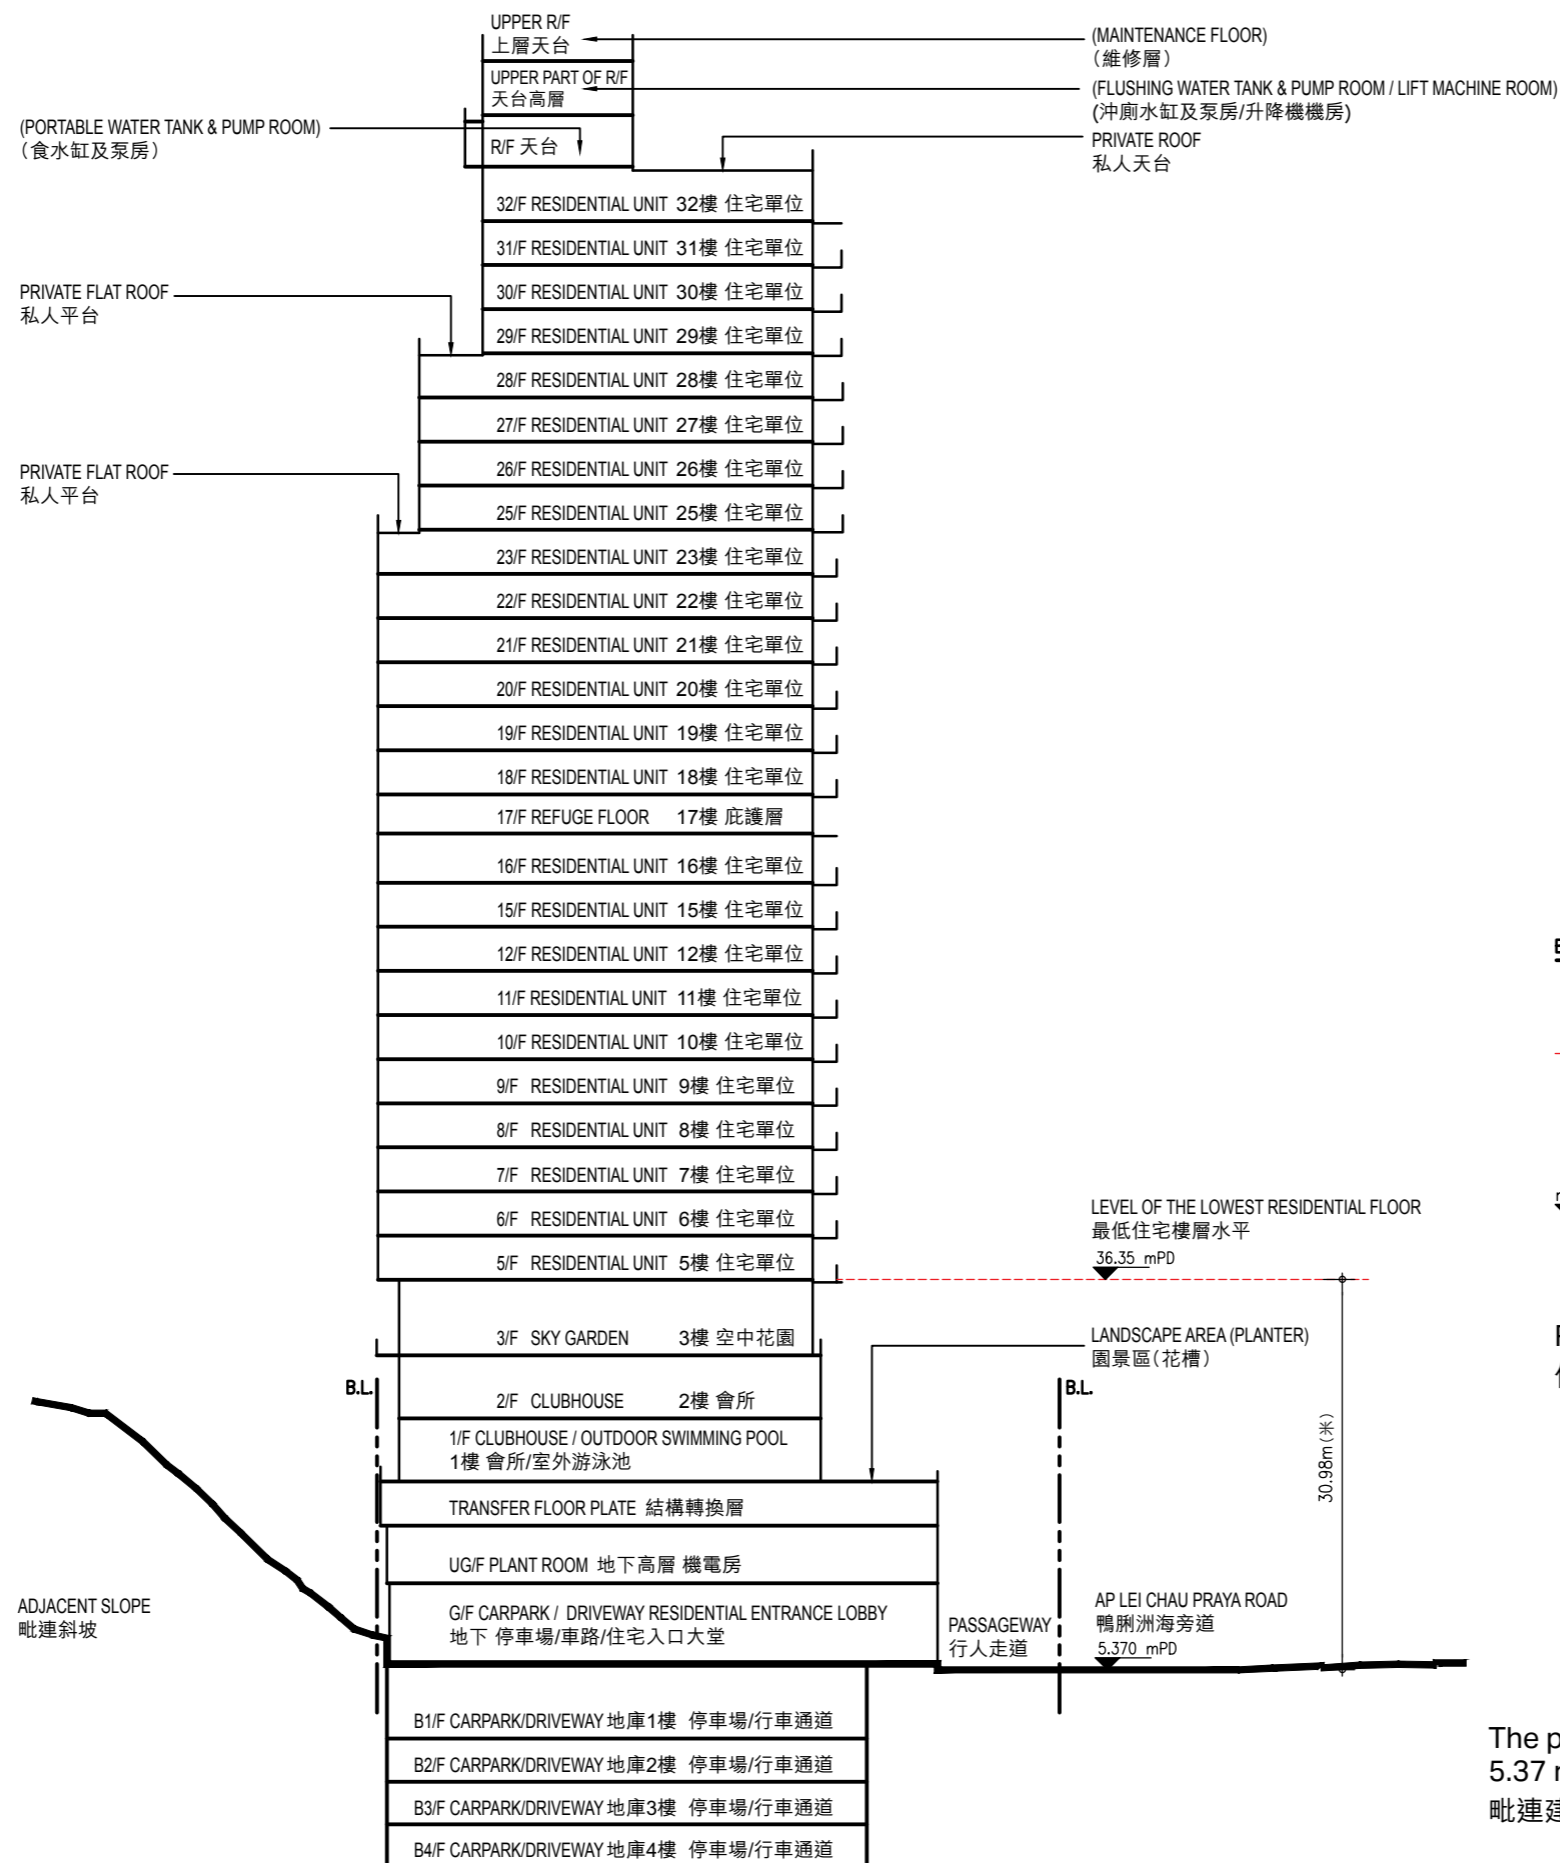 UPPER R/F
上層天台
(MAINTENANCE FLOOR)
（維修層）
UPPER PART OF R/F
天台高層
(FLUSHING WATER TANK & PUMP ROOM / LIFT MACHINE ROOM)
(沖廁水缸及泵房/升降機機房)
(PORTABLE WATER TANK & PUMP ROOM)
（食水缸及泵房）
R/F 天台
PRIVATE ROOF
私人天台
32/F RESIDENTIAL UNIT 32樓 住宅單位
31/F RESIDENTIAL UNIT 31樓 住宅單位
PRIVATE FLAT ROOF
私人平台
30/F RESIDENTIAL UNIT 30樓 住宅單位
29/F RESIDENTIAL UNIT 29樓 住宅單位
28/F RESIDENTIAL UNIT 28樓 住宅單位
27/F RESIDENTIAL UNIT 27樓 住宅單位
PRIVATE FLAT ROOF
私人平台
26/F RESIDENTIAL UNIT 26樓 住宅單位
25/F RESIDENTIAL UNIT 25樓 住宅單位
23/F RESIDENTIAL UNIT 23樓 住宅單位
22/F RESIDENTIAL UNIT 22樓 住宅單位
21/F RESIDENTIAL UNIT 21樓 住宅單位
20/F RESIDENTIAL UNIT 20樓 住宅單位
19/F RESIDENTIAL UNIT 19樓 住宅單位
18/F RESIDENTIAL UNIT 18樓 住宅單位
17/F REFUGE FLOOR 17樓 庇護層
16/F RESIDENTIAL UNIT 16樓 住宅單位
15/F RESIDENTIAL UNIT 15樓 住宅單位
12/F RESIDENTIAL UNIT 12樓 住宅單位
11/F RESIDENTIAL UNIT 11樓 住宅單位
10/F RESIDENTIAL UNIT 10樓 住宅單位
9/F RESIDENTIAL UNIT 9樓 住宅單位
8/F RESIDENTIAL UNIT 8樓 住宅單位
7/F RESIDENTIAL UNIT 7樓 住宅單位
6/F RESIDENTIAL UNIT 6樓 住宅單位
5/F RESIDENTIAL UNIT 5樓 住宅單位
LEVEL OF THE LOWEST RESIDENTIAL FLOOR
最低住宅樓層水平
36.35 mPD
3/F SKY GARDEN 3樓 空中花園
LANDSCAPE AREA (PLANTER)
園景區（花槽）
B.L.
B.L.
2/F CLUBHOUSE 2樓 會所
1/F CLUBHOUSE / OUTDOOR SWIMMING POOL
1樓 會所/室外游泳池
30.98m（米）
TRANSFER FLOOR PLATE 結構轉換層
UG/F PLANT ROOM 地下高層 機電房
ADJACENT SLOPE
毗連斜坡
G/F CARPARK / DRIVEWAY RESIDENTIAL ENTRANCE LOBBY
地下 停車場/車路/住宅入口大堂
PASSAGEWAY
行人走道
AP LEI CHAU PRAYA ROAD
鴨脷洲海旁道
5.370 mPD
B1/F CARPARK/DRIVEWAY 地庫1樓 停車場/行車通道
B2/F CARPARK/DRIVEWAY 地庫2樓 停車場/行車通道
B3/F CARPARK/DRIVEWAY 地庫3樓 停車場/行車通道
B4/F CARPARK/DRIVEWAY 地庫4樓 停車場/行車通道
The
5.37
毗連